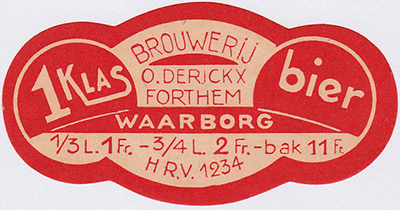 BROUWERIJ
O. DERICKX
FORTHEM
1 KLAS
bier
WAARBORG
1/3 L. 1 Fr. - 3/4 L. 2 Fr. - bak 11 Fr.
H R.V. 1234